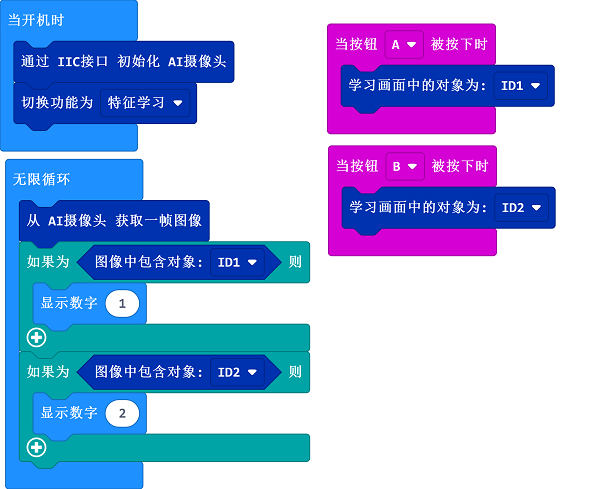 当开机时
通过 IIC接口 初始化 AI摄像头
切换功能为 特征学习
无限循环
从 AI摄像头 获取一帧图像
如果为 图像中包含对象: ID1 则
显示数字 1
如果为 图像中包含对象: ID2 则
显示数字 2
当按钮 A 被按下时
学习画面中的对象为: ID1
当按钮 B 被按下时
学习画面中的对象为: ID2